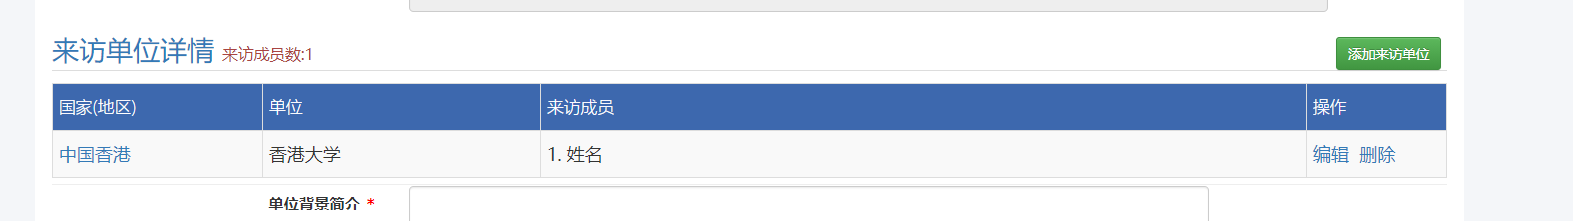 来访单位详情 来访成员数:1
添加来访单位
国家(地区) 单位 来访成员 操作
中国香港 香港大学 1. 姓名 编辑 删除
单位背景简介 *